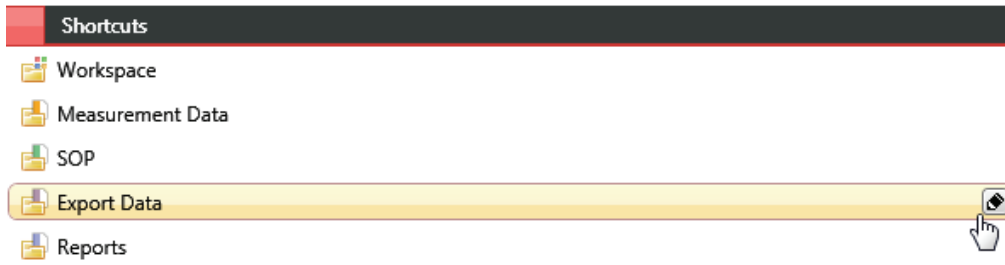 Shortcuts
Workspace
Measurement Data
SOP
Export Data
Reports